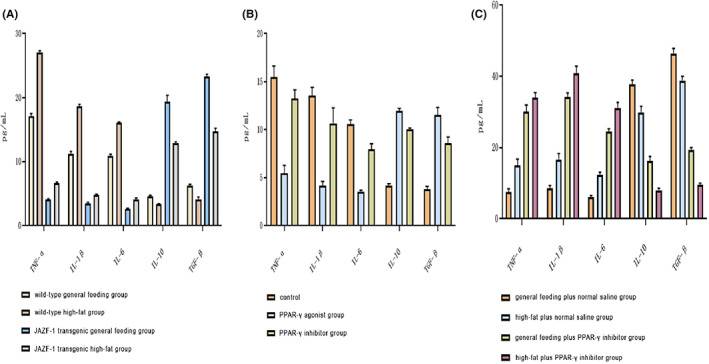 (A)
30
20
10
0
pg/mL
TNF-α
IL-1β
IL-6
IL-10
TGF-β
wild-type general feeding group
wild-type high-fat group
JAZF-1 transgenic general feeding group
JAZF-1 transgenic high-fat group
(B)
20
15
10
5
0
pg/mL
TNF-α
IL-1β
IL-6
IL-10
TGF-β
control
PPAR-γ agonist group
PPAR-γ inhibitor group
(C)
60
40
20
0
pg/mL
TNF-α
IL-1β
IL-6
IL-10
TGF-β
general feeding plus normal saline group
high-fat plus normal saline group
general feeding plus PPAR-γ inhibitor group
high-fat plus PPAR-γ inhibitor group